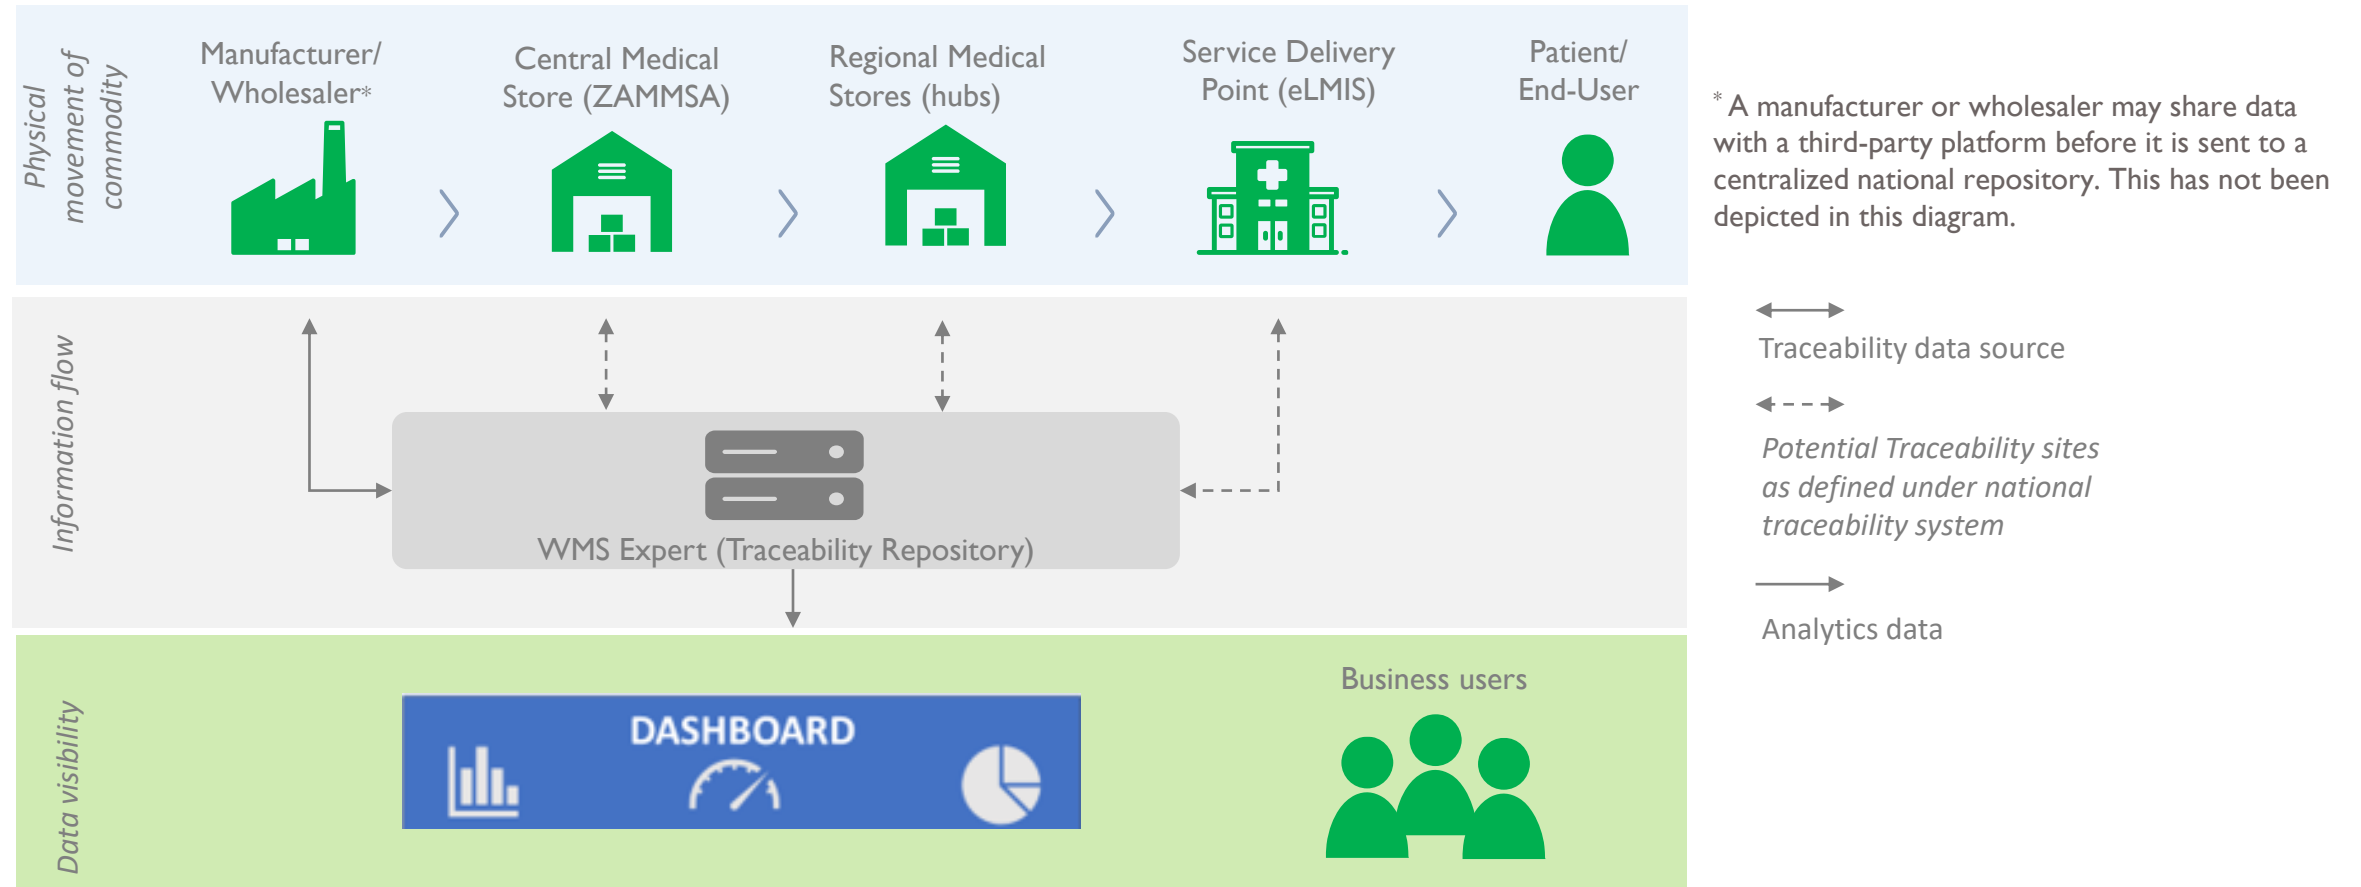 Physical
movement of
commodity
Manufacturer/
Wholesaler*
Central Medical
Store (ZAMMSA)
Regional Medical
Stores (hubs)
Service Delivery
Point (eLMIS)
Patient/
End-User
* A manufacturer or wholesaler may share data
with a third-party platform before it is sent to a
centralized national repository. This has not been
depicted in this diagram.
Information flow
WMS Expert (Traceability Repository)
Traceability data source
Potential Traceability sites
as defined under national
traceability system
Analytics data
Data visibility
DASHBOARD
Business users